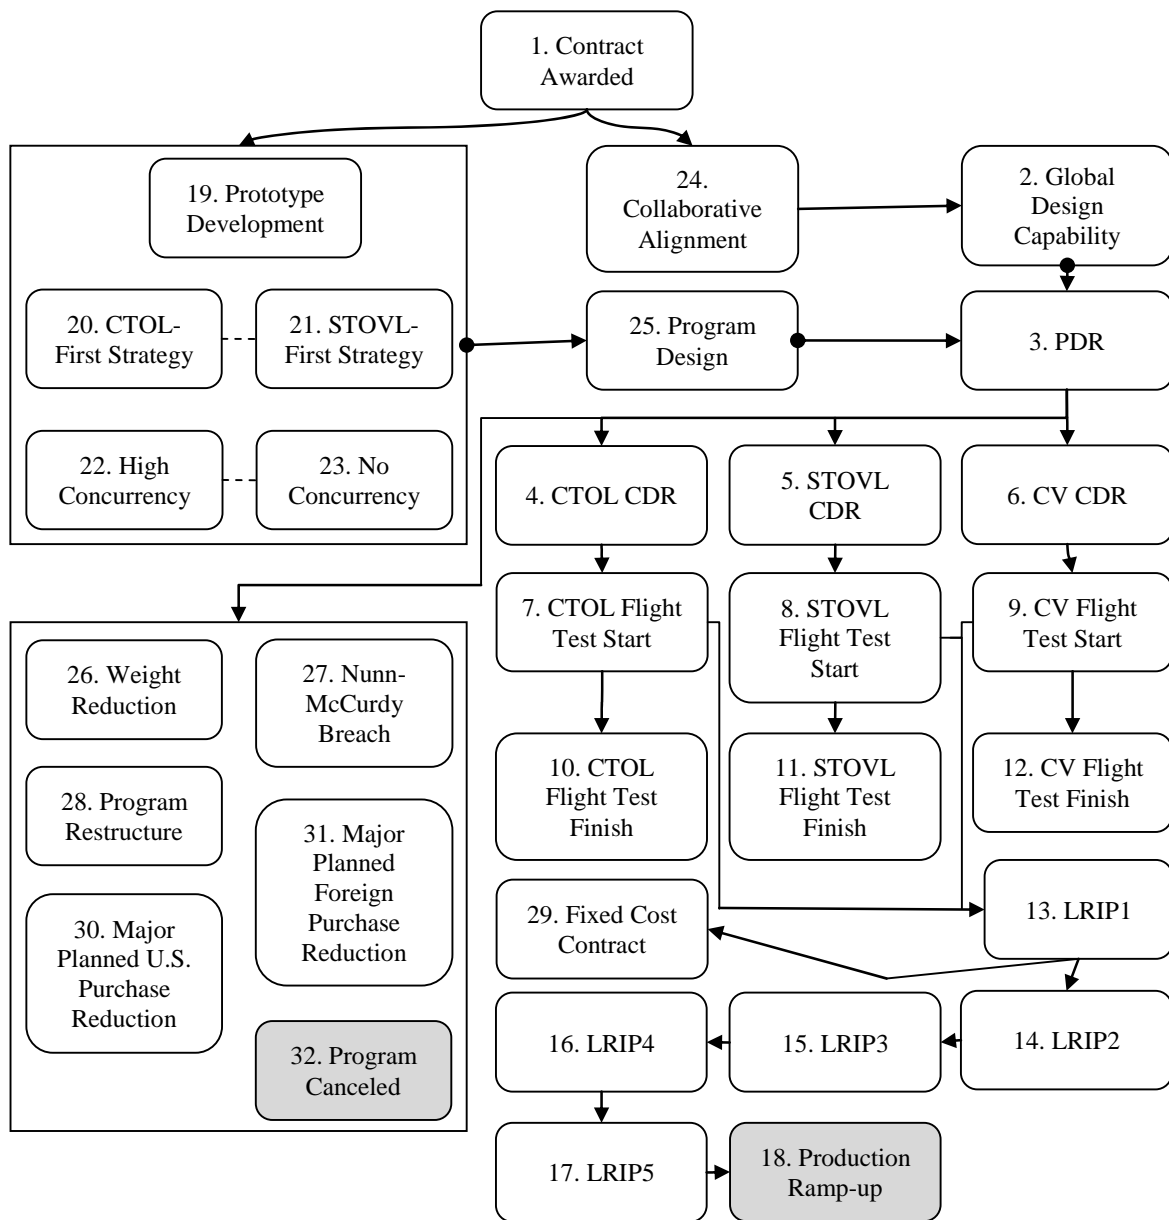 1. Contract
Awarded
19. Prototype
Development
24.
Collaborative
Alignment
2. Global
Design
Capability
20. CTOL-
First Strategy
21. STOVL-
First Strategy
25. Program
Design
3. PDR
22. High
Concurrency
23. No
Concurrency
4. CTOL CDR
5. STOVL
CDR
6. CV CDR
7. CTOL Flight
Test Start
8. STOVL
Flight Test
Start
9. CV Flight
Test Start
26. Weight
Reduction
27. Nunn-
McCurdy
Breach
10. CTOL
Flight Test
Finish
11. STOVL
Flight Test
Finish
12. CV Flight
Test Finish
28. Program
Restructure
31. Major
Planned
Foreign
Purchase
Reduction
29. Fixed Cost
Contract
13. LRIP1
30. Major
Planned U.S.
Purchase
Reduction
16. LRIP4
15. LRIP3
14. LRIP2
32. Program
Canceled
17. LRIP5
18. Production
Ramp-up